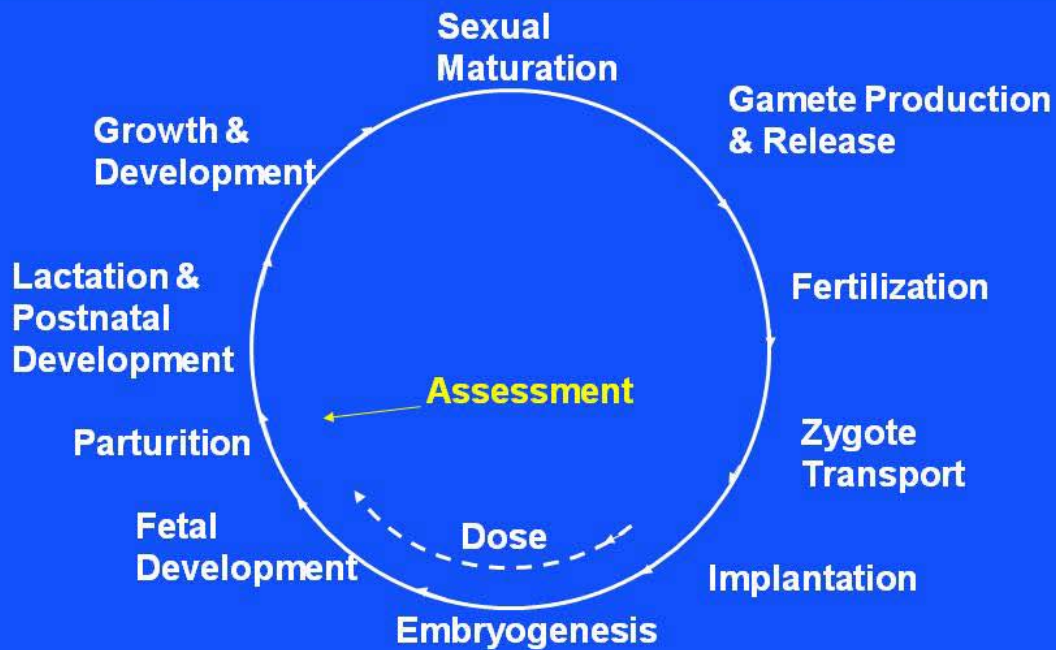 Sexual
Maturation
Gamete Production
& Release
Fertilization
Zygote
Transport
Implantation
Embryogenesis
Fetal
Development
Parturition
Lactation &
Postnatal
Development
Growth &
Development
Assessment
Dose